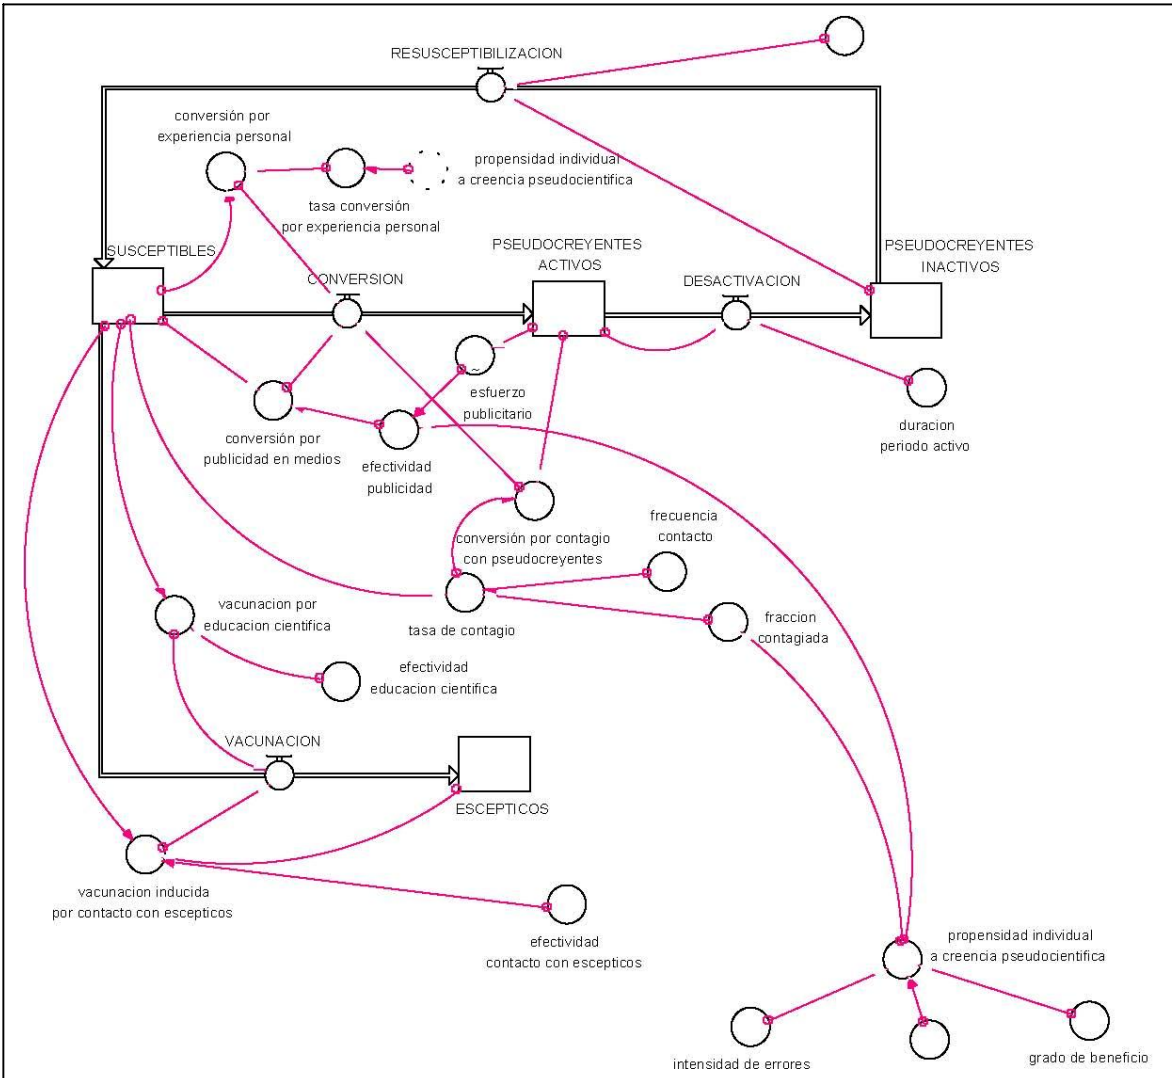 RESUSCEPTIBILIZACION
conversión por
experiencia personal
propensidad individual
a creencia pseudocientifica
tasa conversión
por experiencia personal
SUSCEPTIBLES
CONVERSION
PSEUDOCREYENTES
ACTIVOS
DESACTIVACION
PSEUDOCREYENTES
INACTIVOS
~
esfuerzo
publicitario
duracion
periodo activo
conversión por
publicidad en medios
efectividad
publicidad
frecuencia
contacto
conversión por contagio
con pseudocreyentes
vacunacion por
educacion cientifica
tasa de contagio
fraccion
contagiada
efectividad
educacion cientifica
VACUNACION
ESCEPTICOS
vacunacion inducida
por contacto con escepticos
efectividad
contacto con escepticos
propensidad individual
a creencia pseudocientifica
intensidad de errores
grado de beneficio